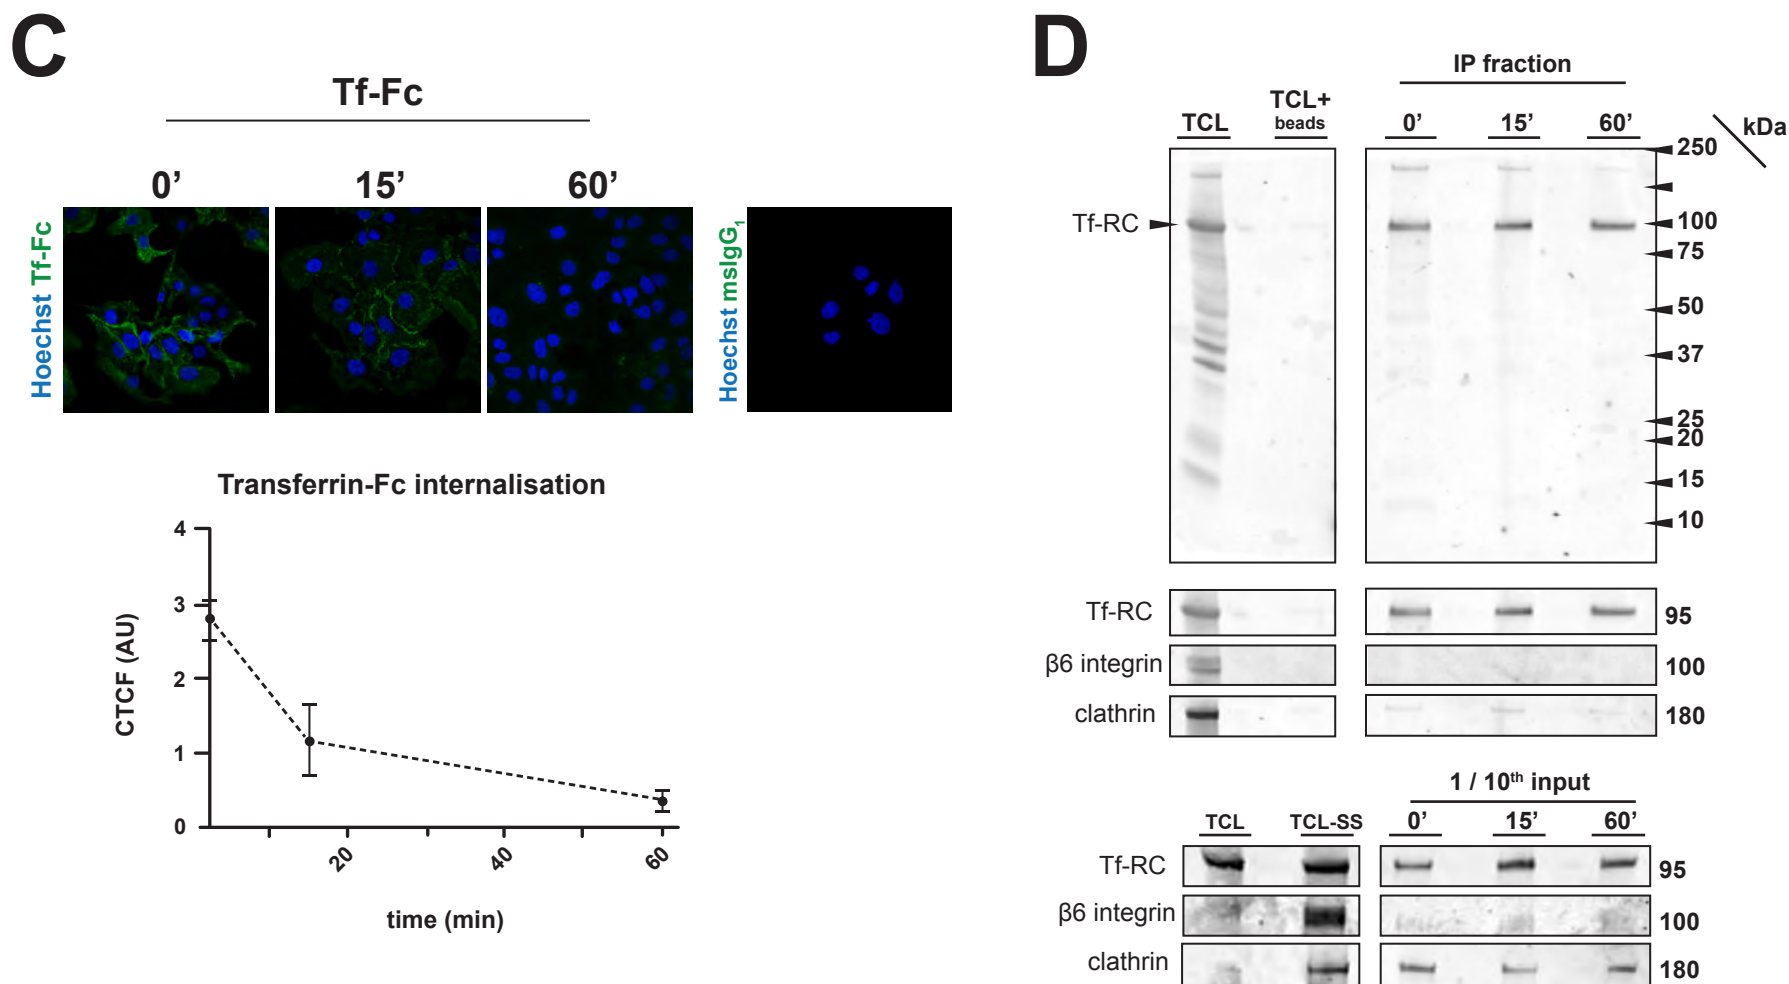 C
Tf-Fc
0’ 15’ 60’
Hoechst Tf-Fc
Hoechst msIgG1
Transferrin-Fc internalisation
CTCF (AU)
4
3
2
1
0
20 40 60
time (min)
D
IP fraction
TCL TCL+ beads 0’ 15’ 60’ kDa
250
Tf-RC 100
75
50
37
25
20
15
10
Tf-RC 95
β6 integrin 100
clathrin 180
1 / 10th input
TCL TCL-SS 0’ 15’ 60’
Tf-RC 95
β6 integrin 100
clathrin 180